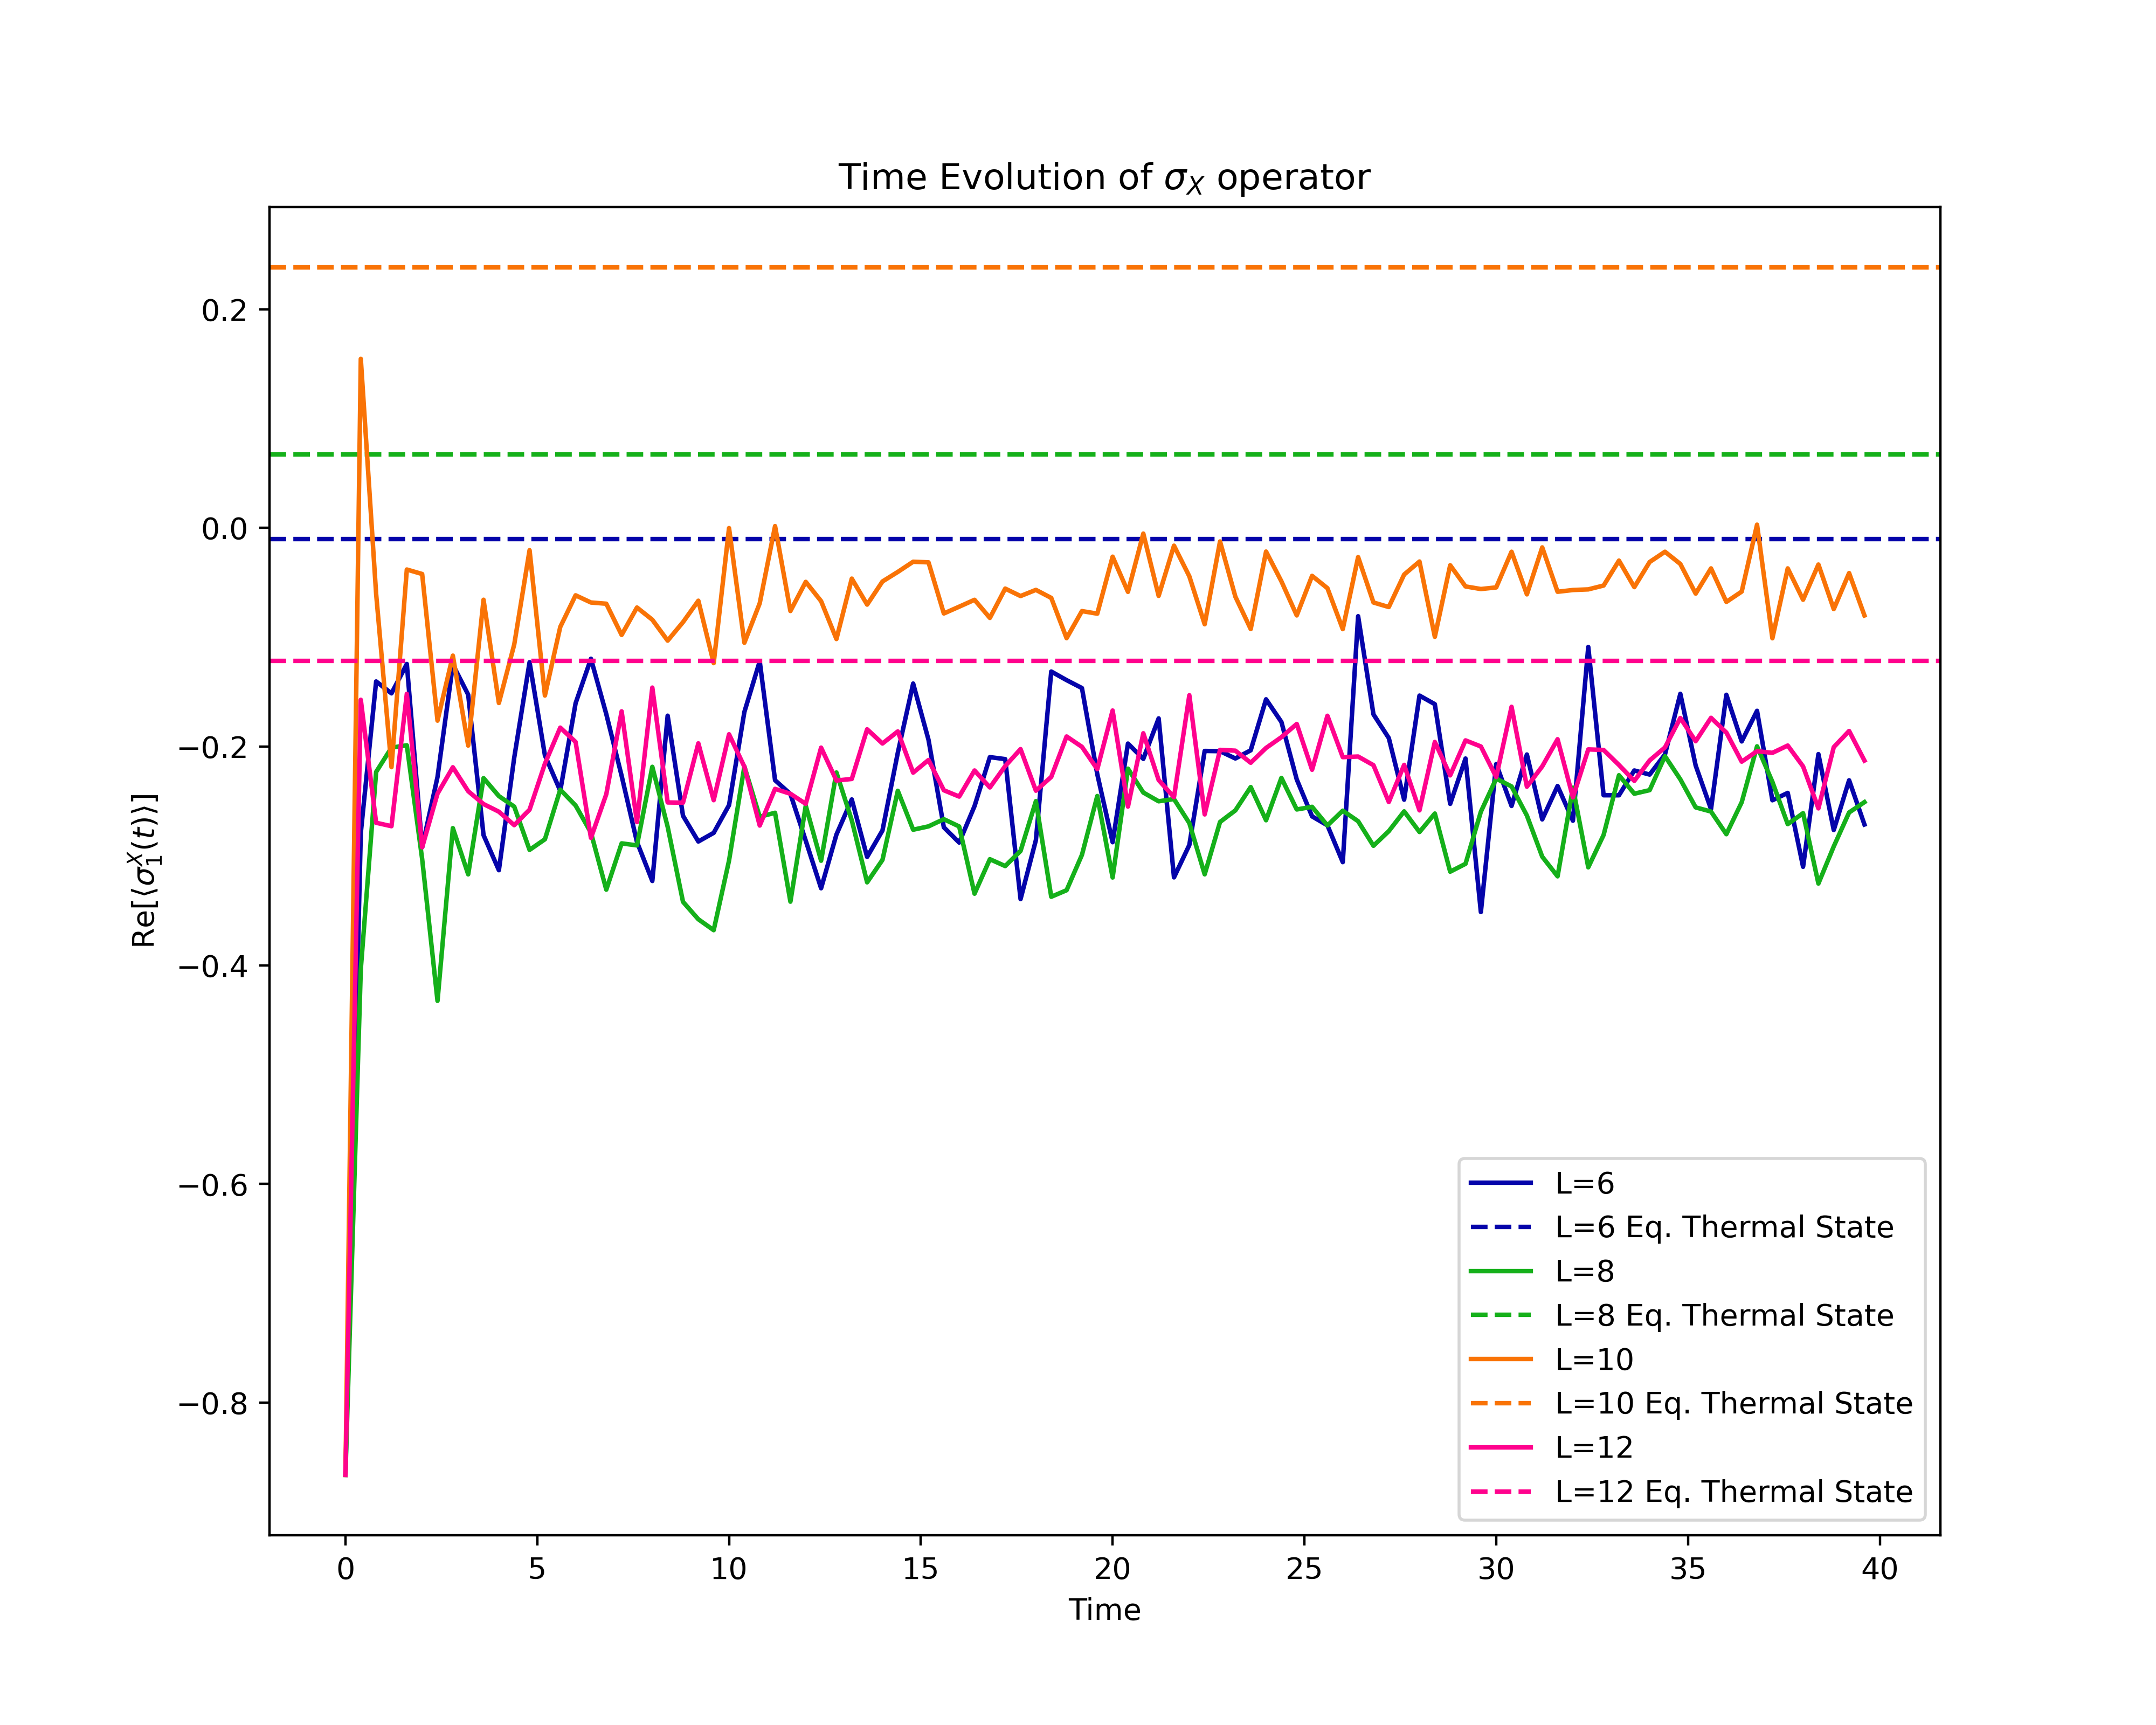 Time Evolution of σ_X operator
Re[⟨σ₁ˣ(t)⟩]
0.2
0.0
−0.2
−0.4
−0.6
−0.8
L=6
L=6 Eq. Thermal State
L=8
L=8 Eq. Thermal State
L=10
L=10 Eq. Thermal State
L=12
L=12 Eq. Thermal State
0 5 10 15 20 25 30 35 40
Time